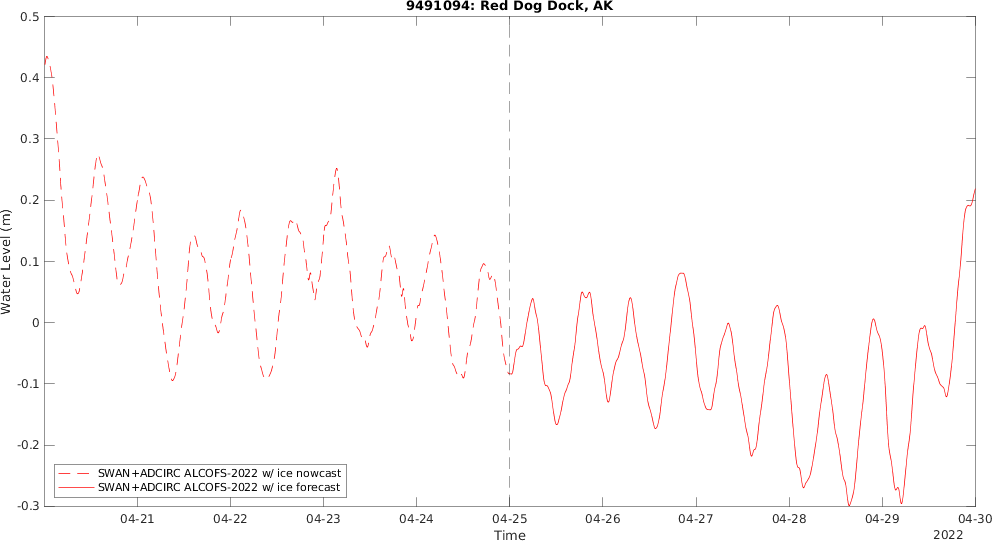 9491094: Red Dog Dock, AK
0.5
0.4
0.3
0.2
0.1
0
-0.1
-0.2
-0.3
Water Level (m)
SWAN+ADCIRC ALCOFS-2022 w/ ice nowcast
SWAN+ADCIRC ALCOFS-2022 w/ ice forecast
04-21 04-22 04-23 04-24 04-25 04-26 04-27 04-28 04-29 04-30
Time
2022